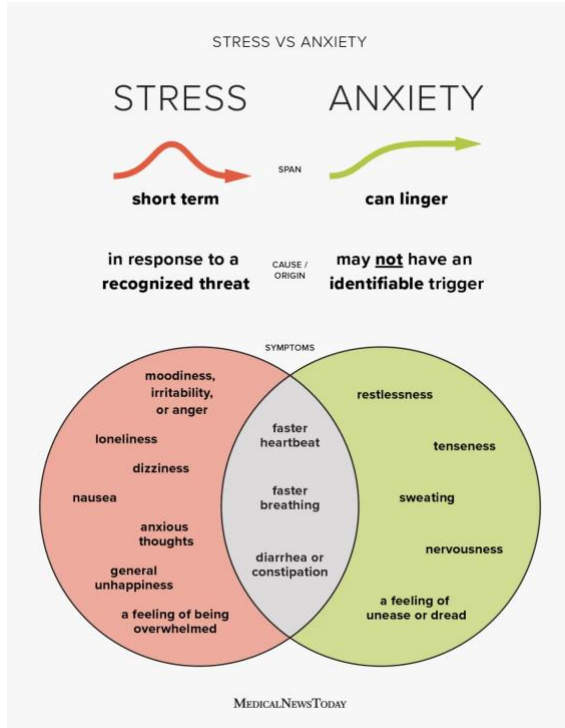 STRESS VS ANXIETY
STRESS
ANXIETY
SPAN
short term
can linger
in response to a
recognized threat
CAUSE /
ORIGIN
may not have an
identifiable trigger
SYMPTOMS
moodiness,
irritability,
or anger
loneliness
dizziness
nausea
anxious
thoughts
general
unhappiness
a feeling of being
overwhelmed
faster
heartbeat
faster
breathing
diarrhea or
constipation
restlessness
tenseness
sweating
nervousness
a feeling of
unease or dread
MEDICALNEWSTODAY